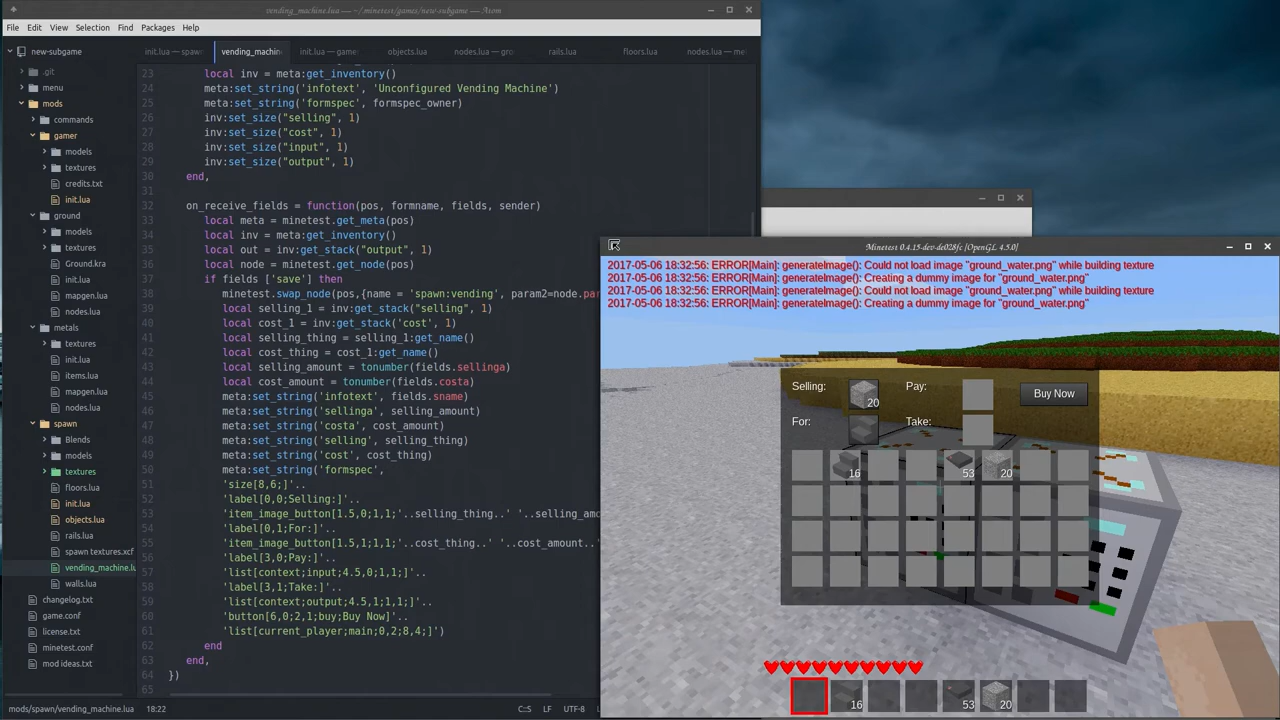 vending_machine.lua — ~/minetest/games/new-subgame — Atom
File Edit View Selection Find Packages Help
new-subgame
.git
menu
mods
commands
gamer
models
textures
credits.txt
init.lua
ground
models
textures
Ground.kra
init.lua
mapgen.lua
nodes.lua
metals
textures
init.lua
items.lua
mapgen.lua
nodes.lua
spawn
Blends
models
textures
floors.lua
init.lua
objects.lua
rails.lua
spawn textures.xcf
vending_machine.lu
walls.lua
changelog.txt
game.conf
license.txt
minetest.conf
mod ideas.txt
init.lua — spawn vending_machin init.lua — game objects.lua nodes.lua — gro rails.lua floors.lua nodes.lua — me
23 local inv = meta:get_inventory()
24 meta:set_string('infotext', 'Unconfigured Vending Machine')
25 meta:set_string('formspec', formspec_owner)
26 inv:set_size("selling", 1)
27 inv:set_size("cost", 1)
28 inv:set_size("input", 1)
29 inv:set_size("output", 1)
30 end,
31
32 on_receive_fields = function(pos, formname, fields, sender)
33 local meta = minetest.get_meta(pos)
34 local inv = meta:get_inventory()
35 local out = inv:get_stack("output", 1)
36 local node = minetest.get_node(pos)
37 if fields ['save'] then
38 minetest.swap_node(pos,{name = 'spawn:vending', param2=node.par
39 local selling_1 = inv:get_stack("selling", 1)
40 local cost_1 = inv:get_stack('cost', 1)
41 local selling_thing = selling_1:get_name()
42 local cost_thing = cost_1:get_name()
43 local selling_amount = tonumber(fields.sellinga)
44 local cost_amount = tonumber(fields.costa)
45 meta:set_string('infotext', fields.sname)
46 meta:set_string('sellinga', selling_amount)
47 meta:set_string('costa', cost_amount)
48 meta:set_string('selling', selling_thing)
49 meta:set_string('cost', cost_thing)
50 meta:set_string('formspec',
51 'size[8,6;]'..
52 'label[0,0;Selling:]'..
53 'item_image_button[1.5,0;1,1;'..selling_thing..' '..selling_amo
54 'label[0,1;For:]'..
55 'item_image_button[1.5,1;1,1;'..cost_thing..' '..cost_amount..
56 'label[3,0;Pay:]'..
57 'list[context;input;4.5,0;1,1;]'..
58 'label[3,1;Take:]'..
59 'list[context;output;4.5,1;1,1;]'..
60 'button[6,0;2,1;buy;Buy Now]'..
61 'list[current_player;main;0,2;8,4;]')
62 end
63 end,
64 })
65
mods/spawn/vending_machine.lua 18:22 LF UTF-8
Minetest 0.4.15-dev-de028fc [OpenGL 4.5.0]
2017-05-06 18:32:56: ERROR[Main]: generateImage(): Could not load image "ground_water.png" while building texture
2017-05-06 18:32:56: ERROR[Main]: generateImage(): Creating a dummy image for "ground_water.png"
2017-05-06 18:32:56: ERROR[Main]: generateImage(): Could not load image "ground_water.png" while building texture
2017-05-06 18:32:56: ERROR[Main]: generateImage(): Creating a dummy image for "ground_water.png"
Selling: 20 Pay: Buy Now
For: Take:
16 53 20
16 53 20